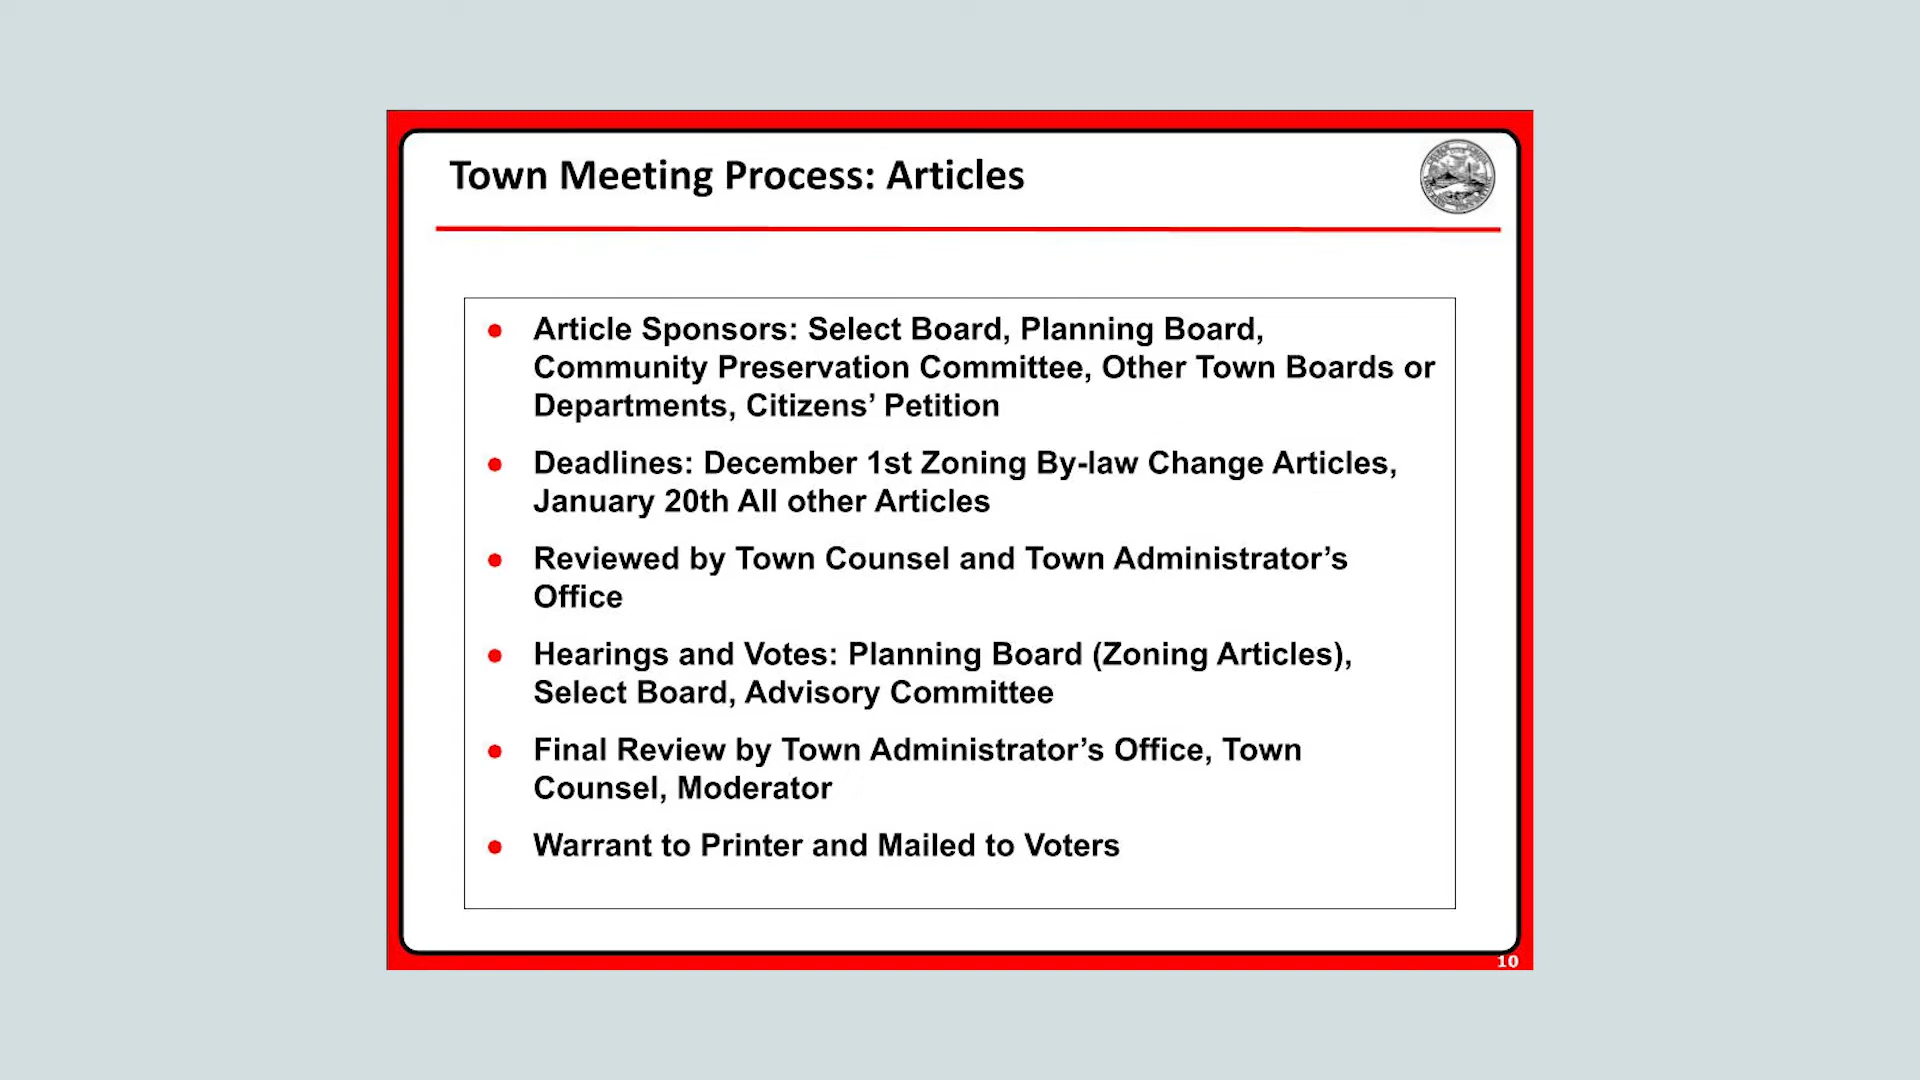 Town Meeting Process: Articles
● Article Sponsors: Select Board, Planning Board,
Community Preservation Committee, Other Town Boards or
Departments, Citizens’ Petition
● Deadlines: December 1st Zoning By-law Change Articles,
January 20th All other Articles
● Reviewed by Town Counsel and Town Administrator’s
Office
● Hearings and Votes: Planning Board (Zoning Articles),
Select Board, Advisory Committee
● Final Review by Town Administrator’s Office, Town
Counsel, Moderator
● Warrant to Printer and Mailed to Voters
10